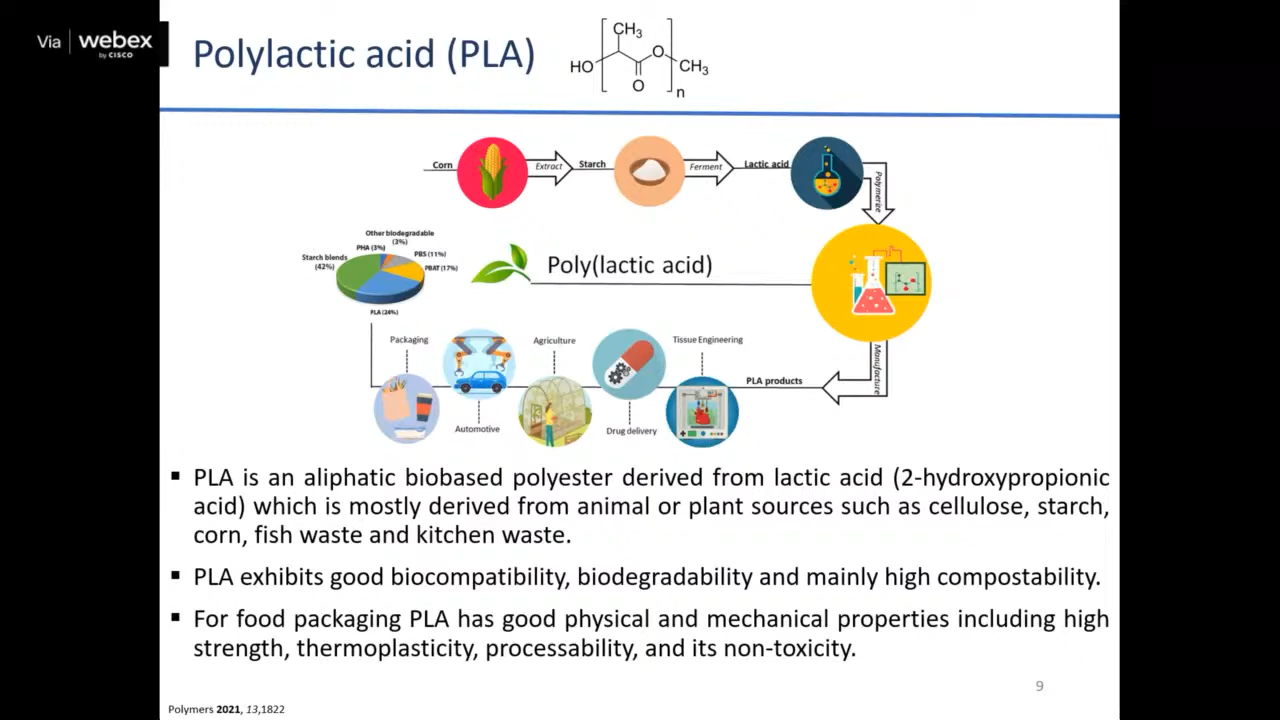 Via | webex
by CISCO
Polylactic acid (PLA)
CH3
HO
O
O
CH3
n
Corn
Extract
Starch
Ferment
Lactic acid
Polymerize
Other biodegradable
(3%)
PHA (3%)
PBS (11%)
Starch blends
(42%)
PBAT (17%)
PLA (24%)
Poly(lactic acid)
Manufacture
Packaging
Agriculture
Tissue Engineering
PLA products
Automotive
Drug delivery
▪ PLA is an aliphatic biobased polyester derived from lactic acid (2-hydroxypropionic
acid) which is mostly derived from animal or plant sources such as cellulose, starch,
corn, fish waste and kitchen waste.
▪ PLA exhibits good biocompatibility, biodegradability and mainly high compostability.
▪ For food packaging PLA has good physical and mechanical properties including high
strength, thermoplasticity, processability, and its non-toxicity.
9
Polymers 2021, 13,1822